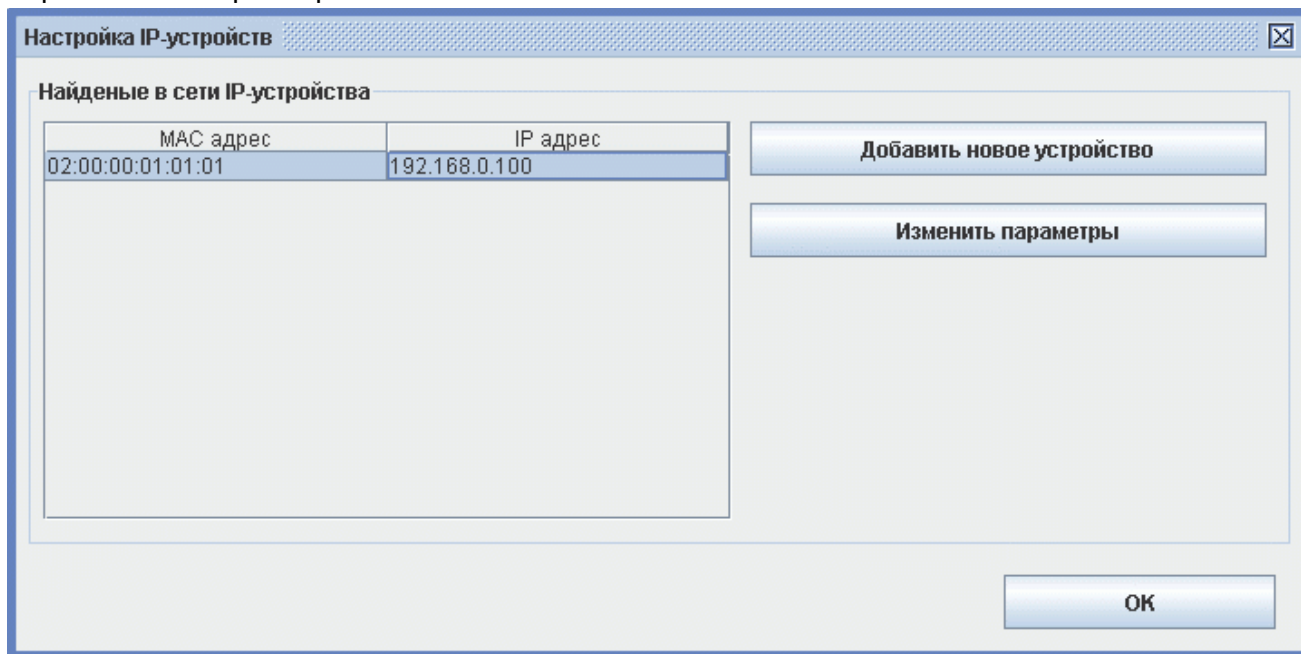 Настройка IP-устройств
Найденые в сети IP-устройства
MAC адрес IP адрес
02:00:00:01:01:01 192.168.0.100
Добавить новое устройство
Изменить параметры
OK